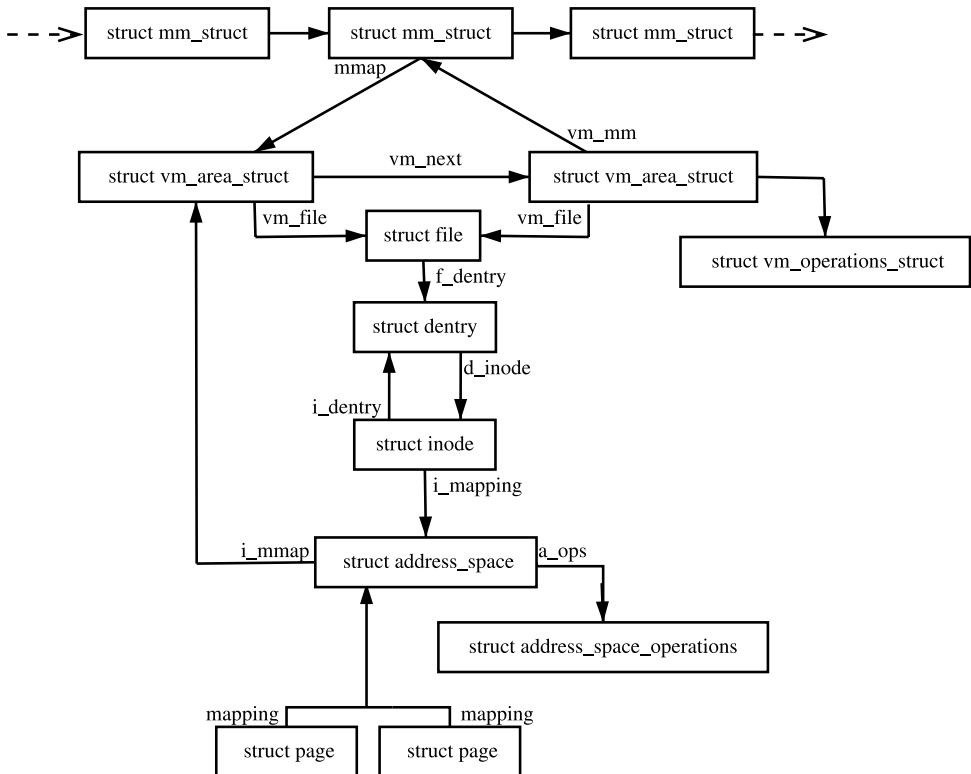 struct mm_struct
struct mm_struct
struct mm_struct
mmap
vm_mm
vm_next
struct vm_area_struct
struct vm_area_struct
vm_file
vm_file
struct file
struct vm_operations_struct
f_dentry
struct dentry
d_inode
i_dentry
struct inode
i_mapping
i_mmap
struct address_space
a_ops
struct address_space_operations
mapping
mapping
struct page
struct page